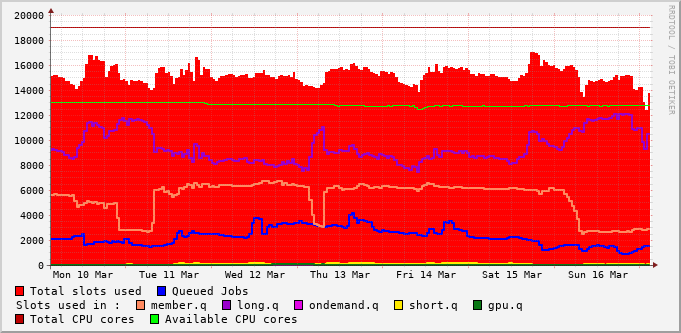 20000
18000
16000
14000
12000
10000
8000
6000
4000
2000
0
Mon 10 Mar Tue 11 Mar Wed 12 Mar Thu 13 Mar Fri 14 Mar Sat 15 Mar Sun 16 Mar
RRDTOOL / TOBI OETIKER
Total slots used Queued Jobs
Slots used in : member.q long.q ondemand.q short.q gpu.q
Total CPU cores Available CPU cores